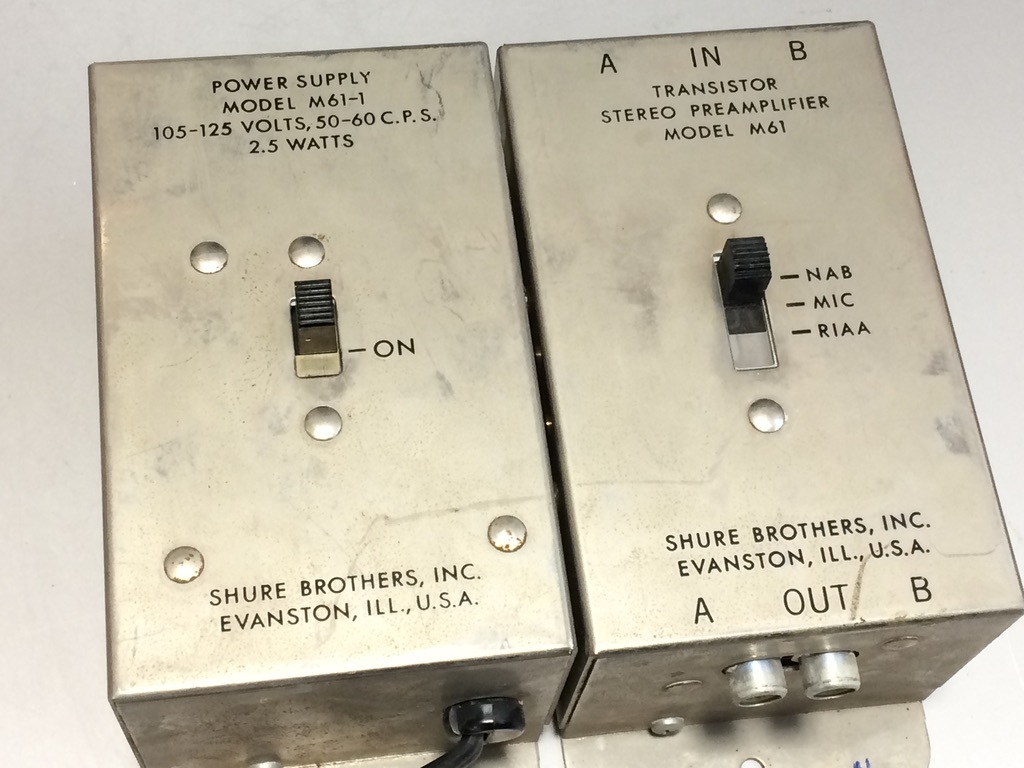 POWER SUPPLY
MODEL M61-1
105-125 VOLTS, 50-60 C.P.S.
2.5 WATTS
ON
SHURE BROTHERS, INC.
EVANSTON, ILL., U.S.A.
A IN B
TRANSISTOR
STEREO PREAMPLIFIER
MODEL M61
NAB
MIC
RIAA
SHURE BROTHERS, INC.
EVANSTON, ILL., U.S.A.
A OUT B